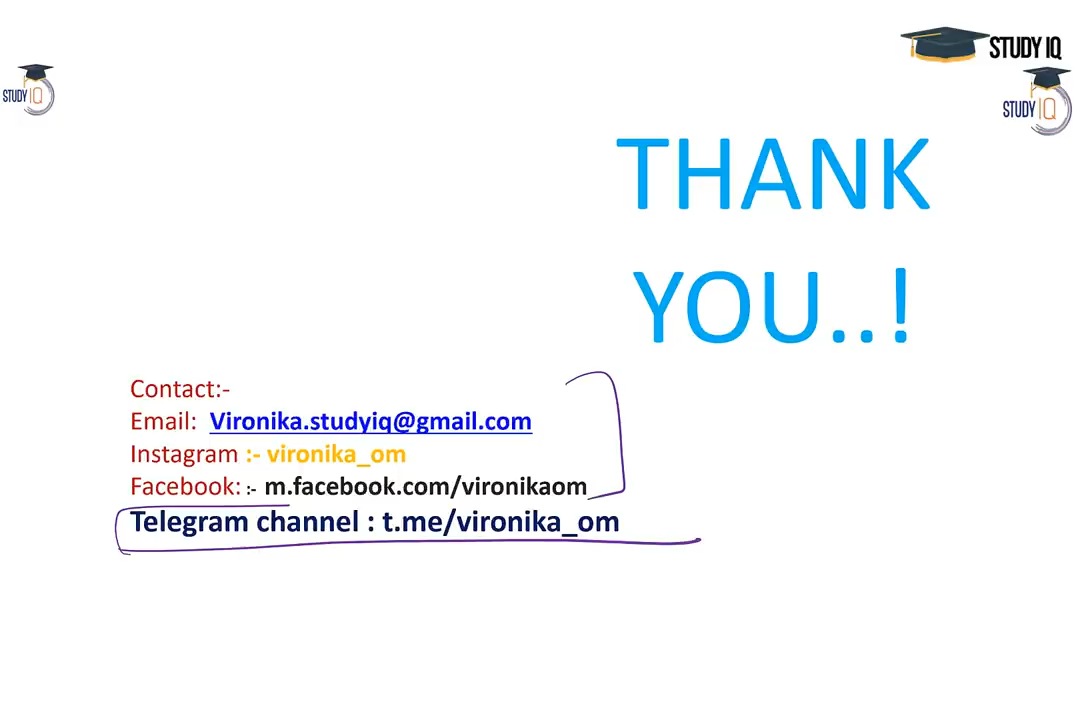 STUDY IQ
STUDY IQ
STUDY IQ
THANK
YOU..!
Contact:-
Email: Vironika.studyiq@gmail.com
Instagram :- vironika_om
Facebook: :- m.facebook.com/vironikaom
Telegram channel : t.me/vironika_om